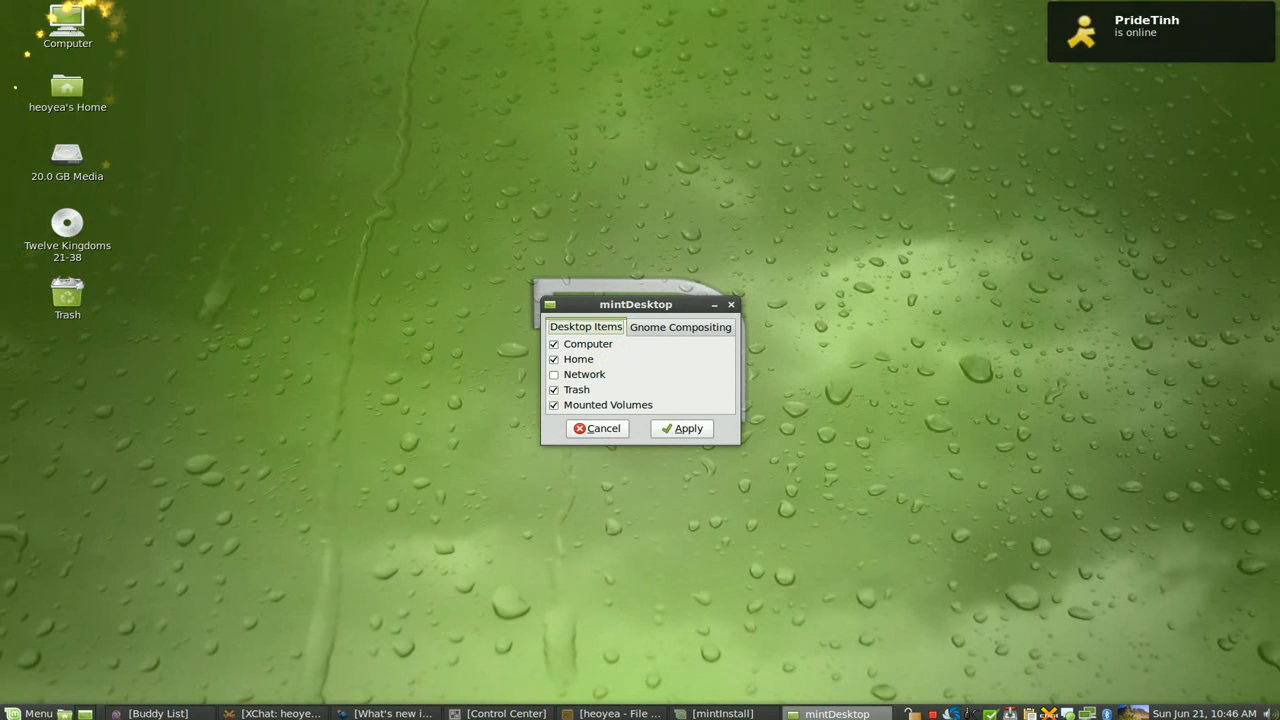 Computer
heoyea's Home
20.0 GB Media
Twelve Kingdoms
21-38
Trash
PrideTinh
is online
mintDesktop
Desktop Items
Gnome Compositing
Computer
Home
Network
Trash
Mounted Volumes
Cancel
Apply
Menu
[Buddy List]
[XChat: heoye...
[What's new i...
[Control Center]
[heoyea - File ...
[mintInstall]
mintDesktop
Sun Jun 21, 10:46 AM